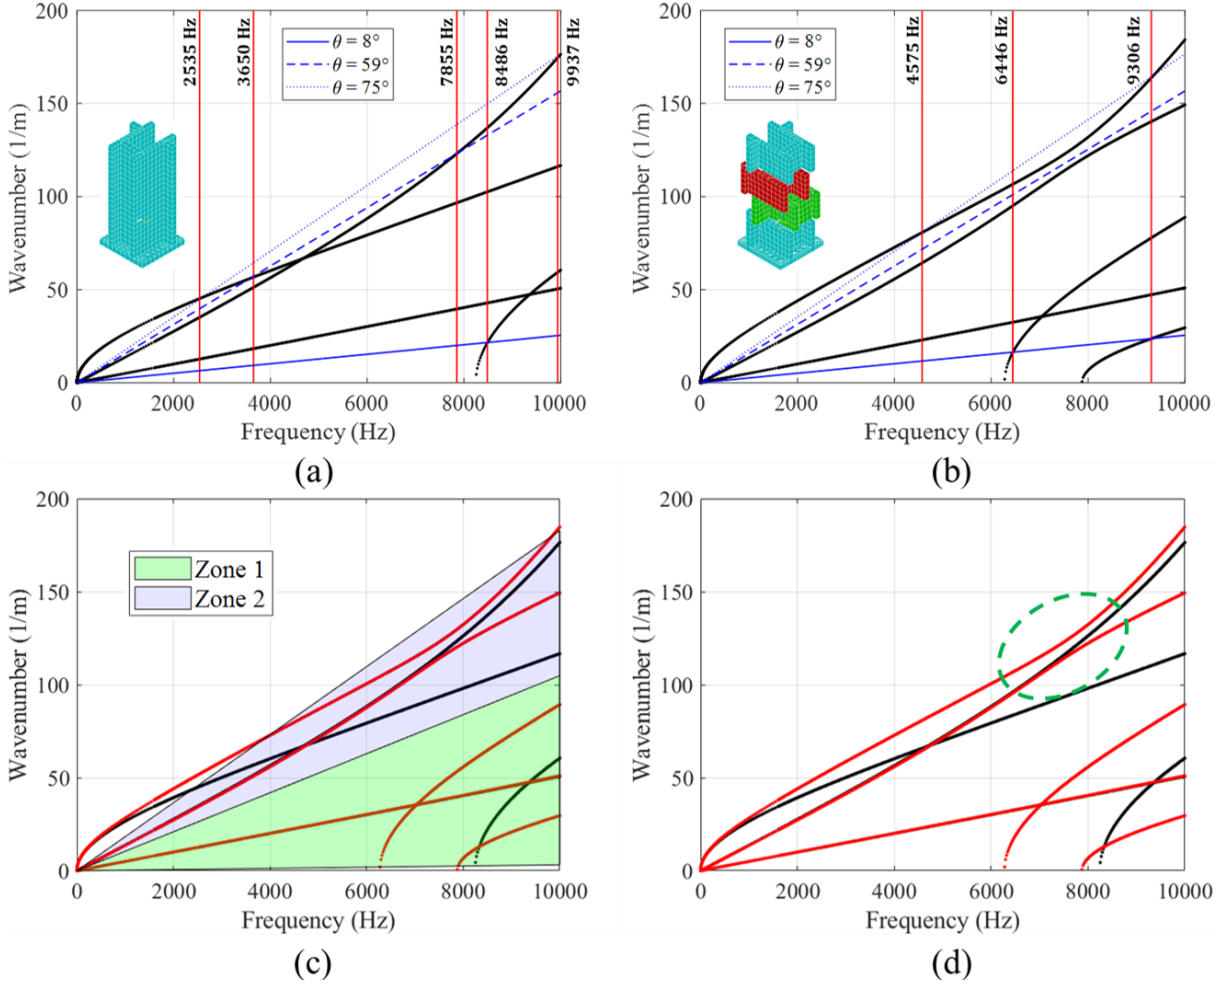 200
150
100
50
0
Wavenumber (1/m)
2535 Hz
3650 Hz
7855 Hz
8486 Hz
9937 Hz
θ = 8°
θ = 59°
θ = 75°
0 2000 4000 6000 8000 10000
Frequency (Hz)
(a)
200
150
100
50
0
Wavenumber (1/m)
θ = 8°
θ = 59°
θ = 75°
4575 Hz
6446 Hz
9306 Hz
0 2000 4000 6000 8000 10000
Frequency (Hz)
(b)
200
150
100
50
0
Wavenumber (1/m)
Zone 1
Zone 2
0 2000 4000 6000 8000 10000
Frequency (Hz)
(c)
200
150
100
50
0
Wavenumber (1/m)
0 2000 4000 6000 8000 10000
Frequency (Hz)
(d)